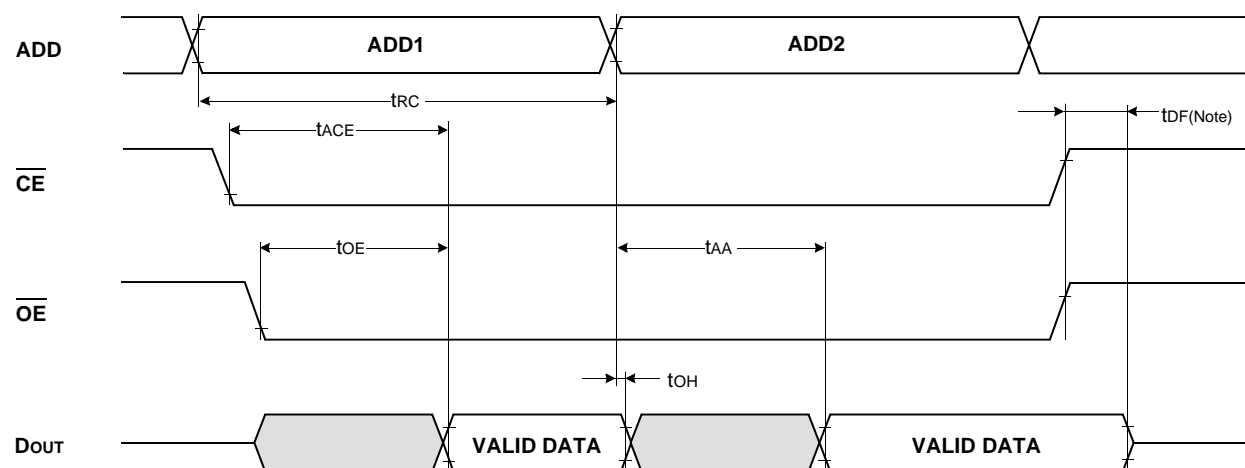 ADD
ADD1
ADD2
tRC
tACE
tDF(Note)
CE
tOE
tAA
OE
tOH
DOUT
VALID DATA
VALID DATA